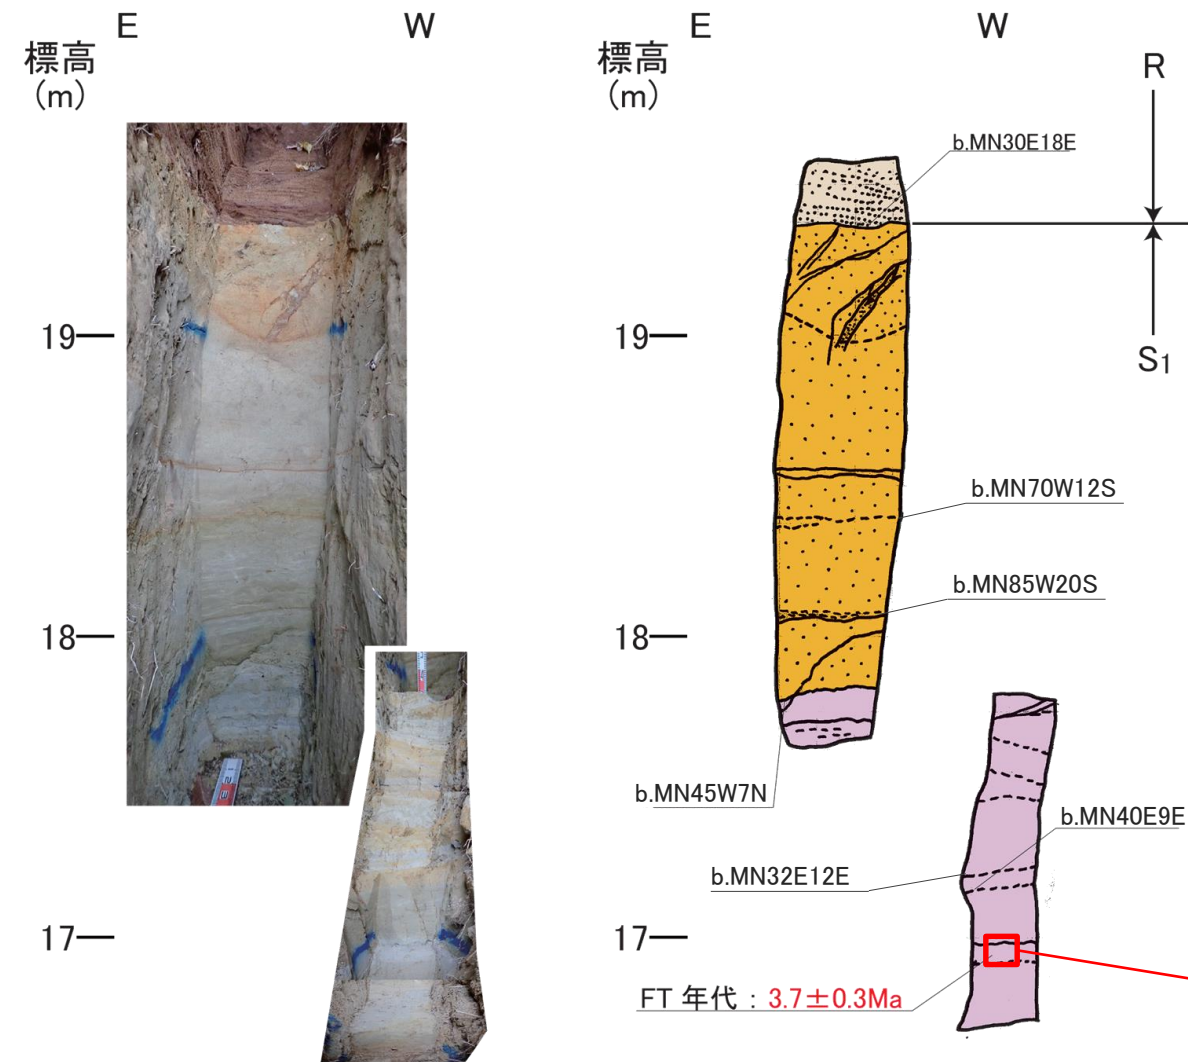 E W
標高
(m)
19
18
17
E W
標高
(m)
R
b.MN30E18E
19
S1
b.MN70W12S
b.MN85W20S
18
b.MN45W7N
b.MN40E9E
b.MN32E12E
17
FT 年代 : 3.7±0.3Ma